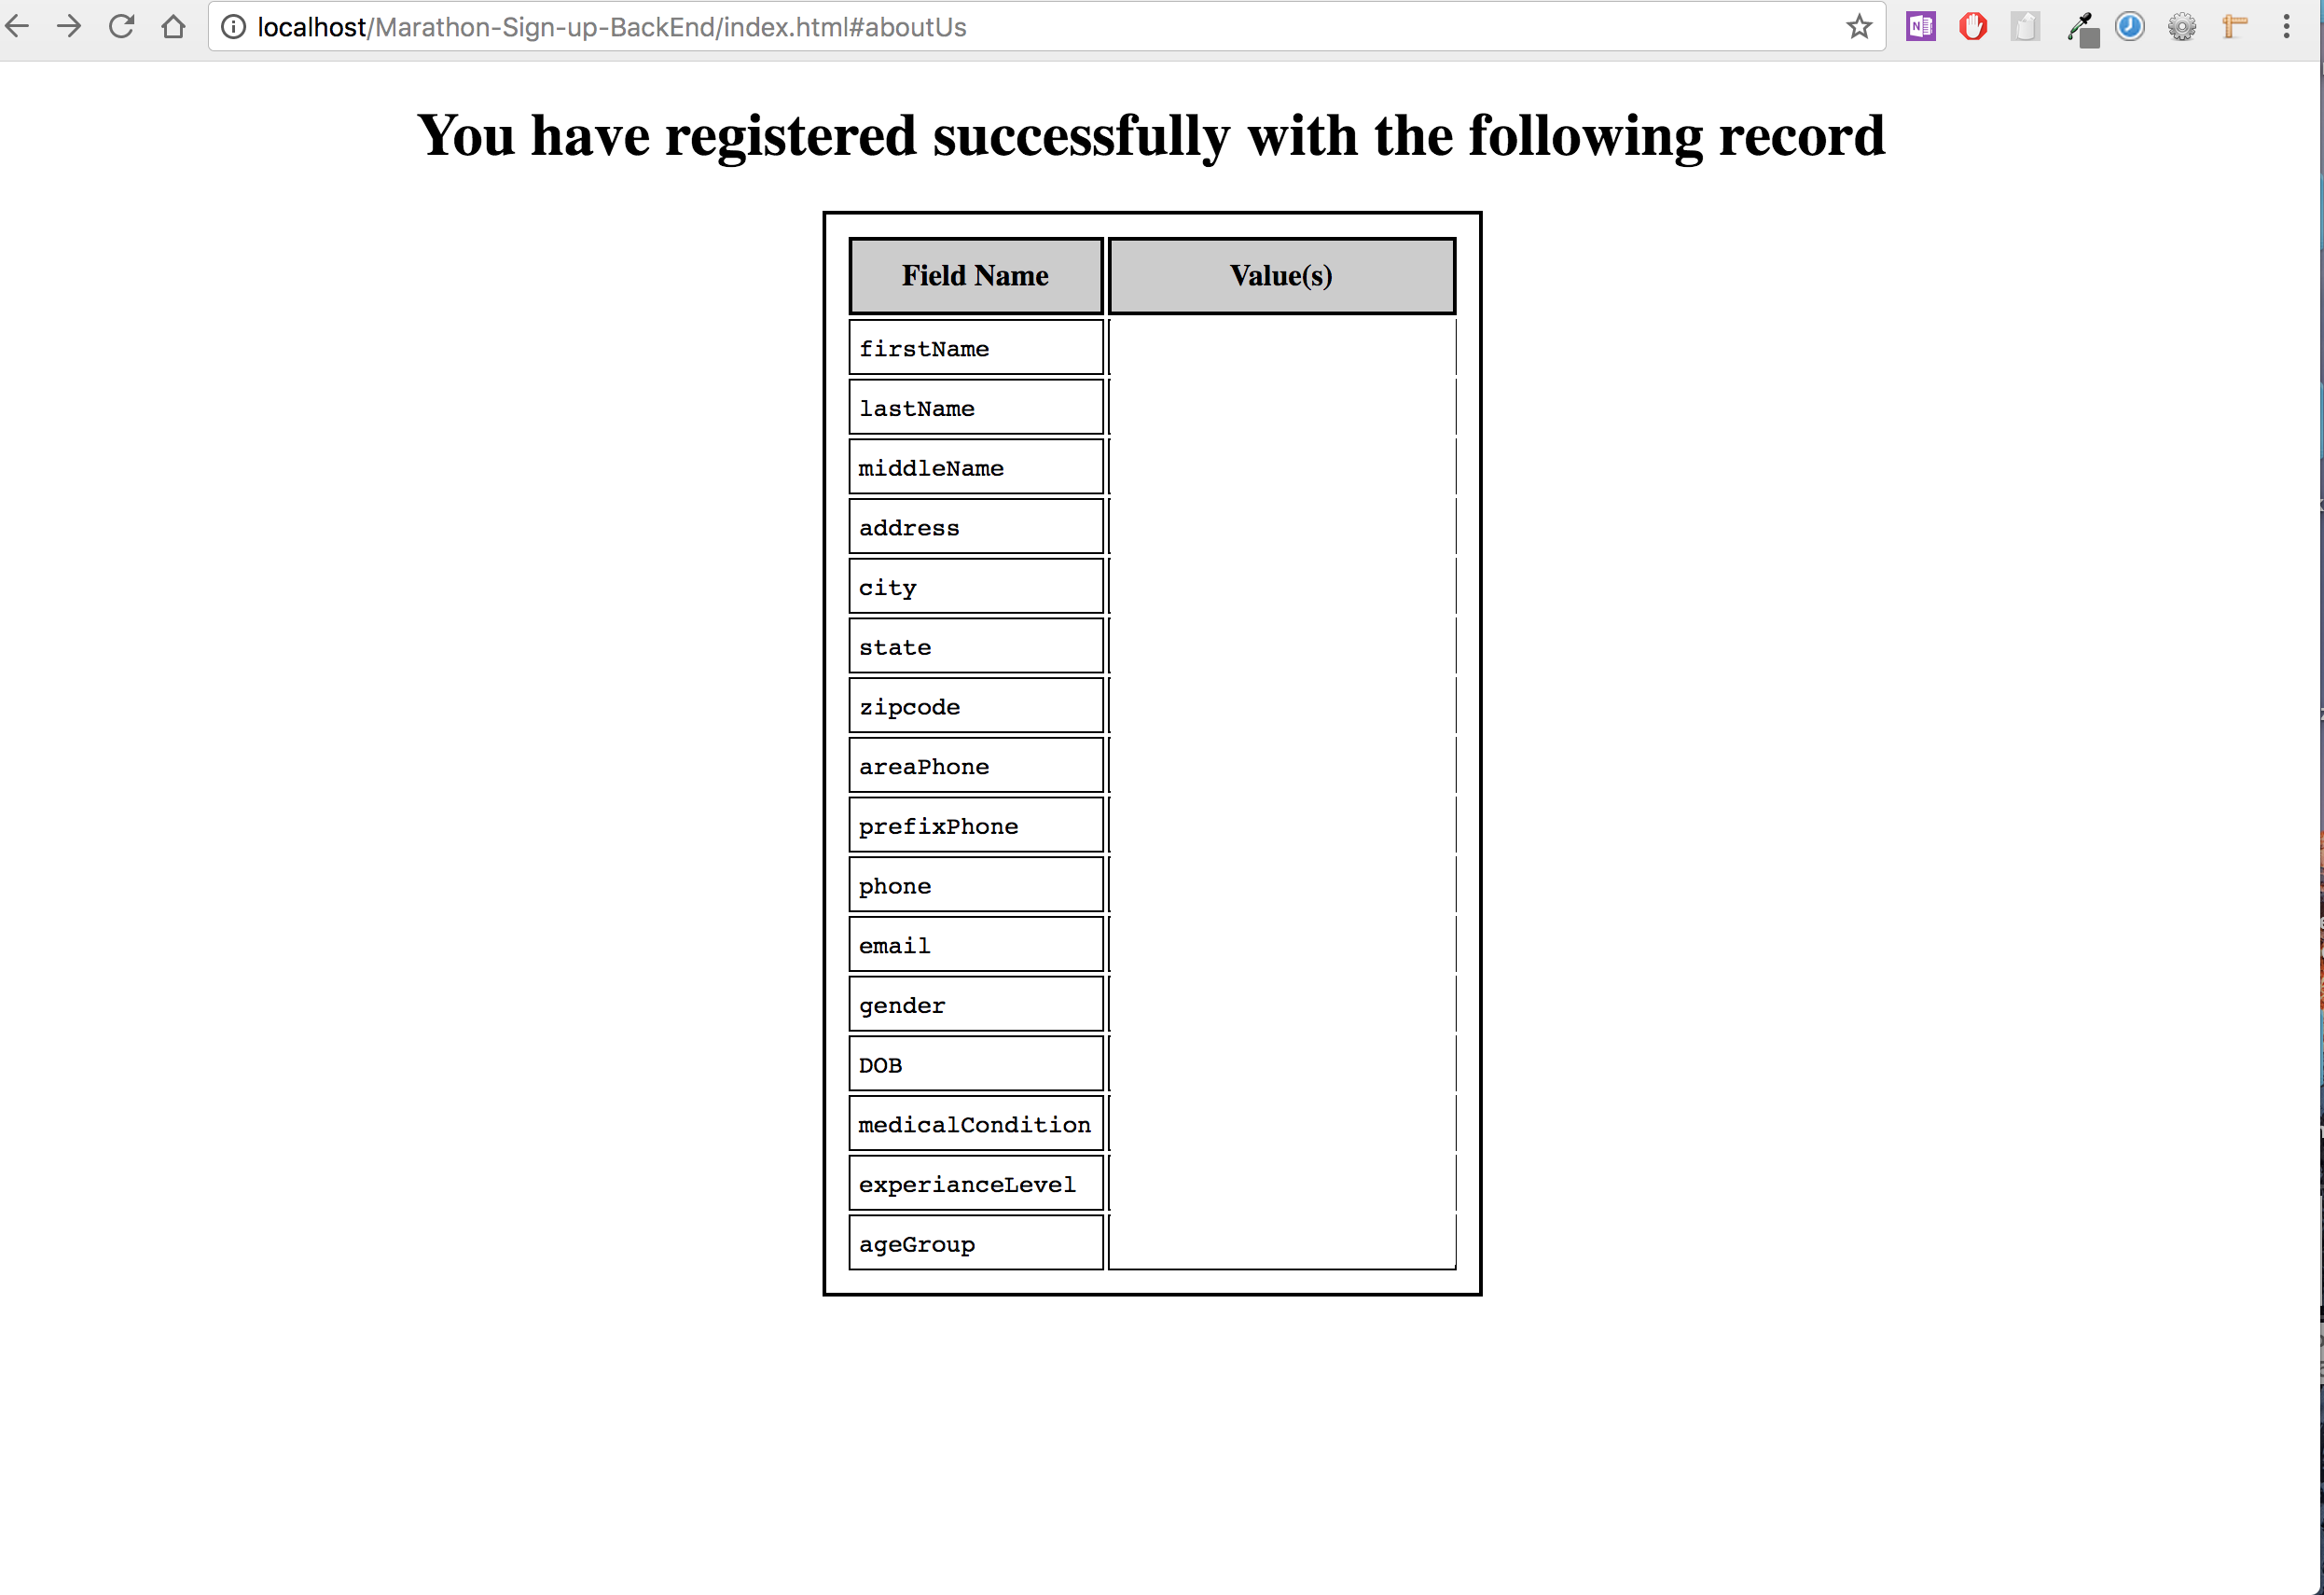 localhost/Marathon-Sign-up-BackEnd/index.html#aboutUs
You have registered successfully with the following record
Field Name Value(s)
firstName
lastName
middleName
address
city
state
zipcode
areaPhone
prefixPhone
phone
email
gender
DOB
medicalCondition
experianceLevel
ageGroup